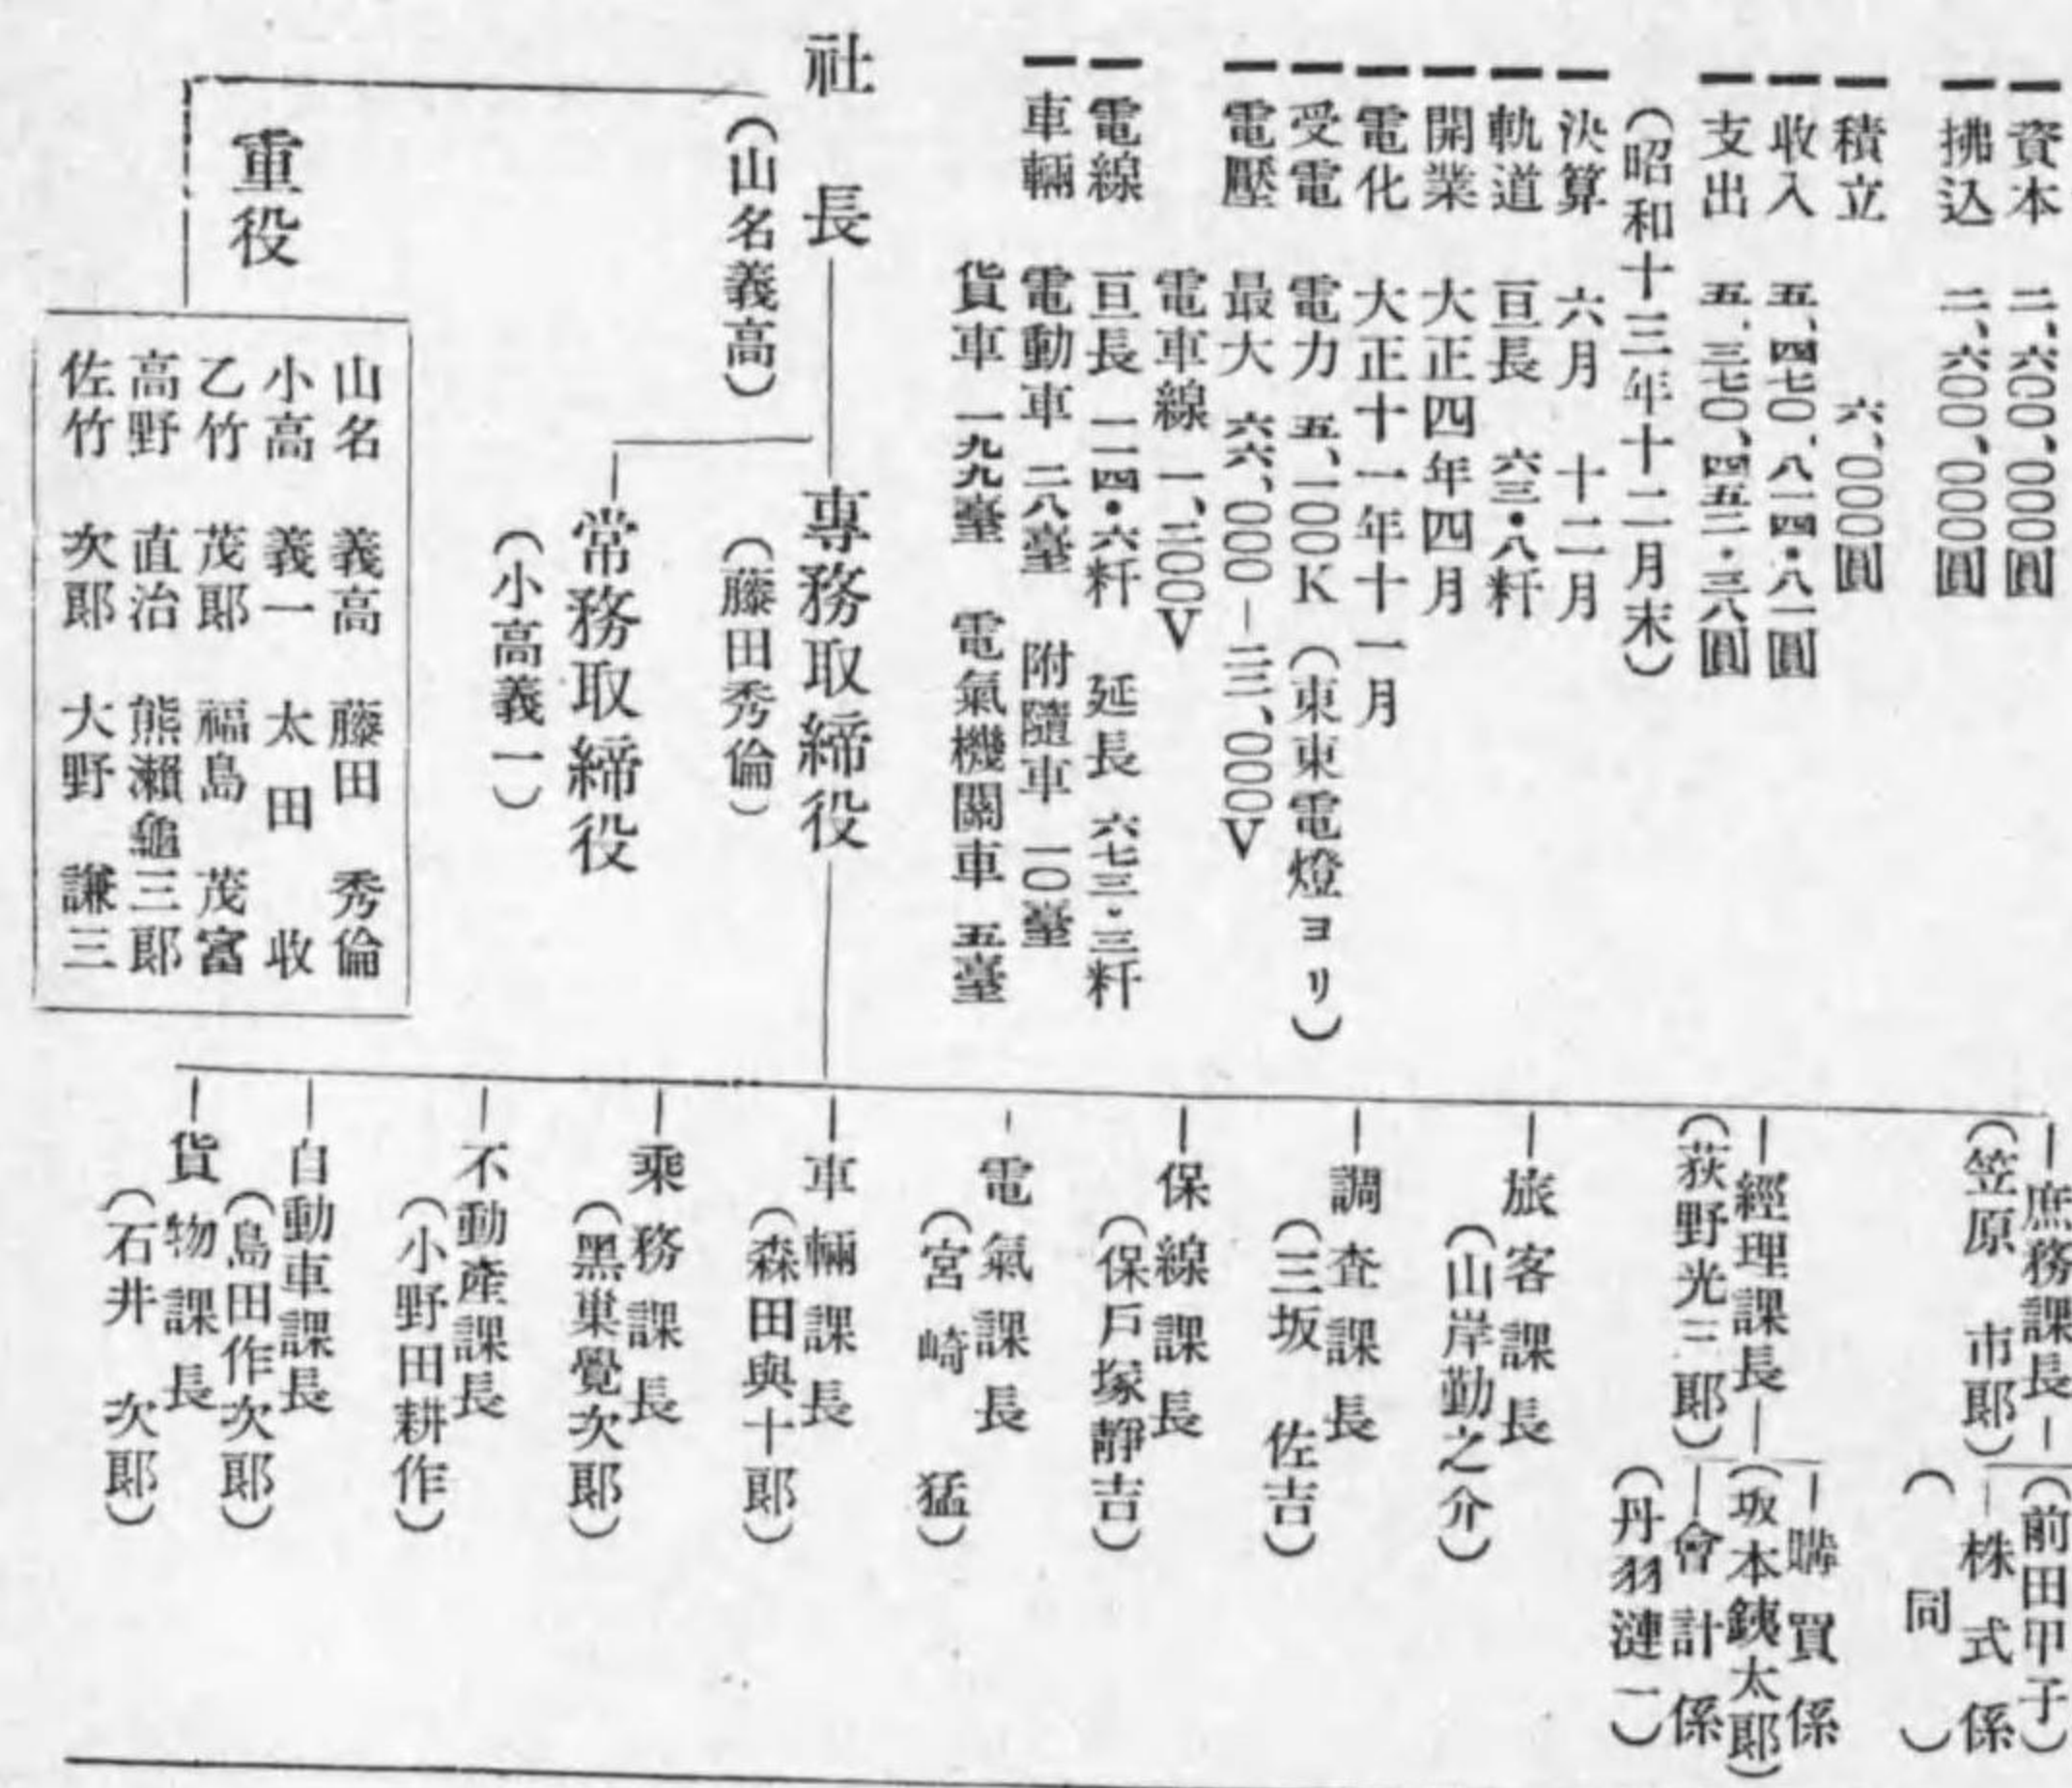 資本 二、六〇〇、〇〇〇圓
拂込 二、六〇〇、〇〇〇圓
積立 六、〇〇〇圓
收入 五、四七〇、八一四・八一圓
支出 五、三七〇、四五二・三八圓
(昭和十三年十二月末)
決算 六月 十二月
軌道 亘長 六三・八粁
開業 大正四年四月
電化 大正十一年十一月
受電 電力 五、一〇〇K (東東電燈ヨリ)
電壓 最大 六六、〇〇〇―二二、〇〇〇V
電車線 一、二〇〇V
電線 亘長 一一四・六粁 延長 六七三・三粁
車輛 電動車 二八臺 附隨車 一〇臺
貨車 一九九臺 電氣機關車 五臺
社長
(山名義高)
專務取締役
(藤田秀倫)
常務取締役
(小高義一)
重役
山名 義高 藤田 秀倫
小高 義一 太田 收
乙竹 茂郎 福島 茂富
高野 直治 熊瀬龜三郎
佐竹 次郎 大野 謙三
庶務課長
(笠原 市郎)
(前田甲子)
株式係
(同)
經理課長
(荻野光三郎)
購買係
(坂本銕太郎)
會計係
(丹羽漣一)
旅客課長
(山岸勤之介)
調査課長
(三坂 佐吉)
保線課長
(保戶塚靜吉)
電氣課長
(宮崎 猛)
車輛課長
(森田與十郎)
乘務課長
(黑巢覺次郎)
不動產課長
(小野田耕作)
自動車課長
(島田作次郎)
貨物課長
(石井 次郎)